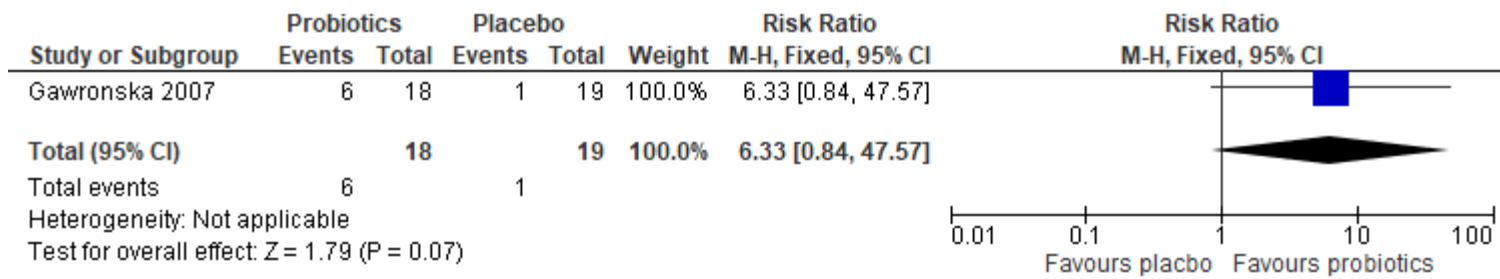 Probiotics Placebo Risk Ratio Risk Ratio
Study or Subgroup Events Total Events Total Weight M-H, Fixed, 95% CI M-H, Fixed, 95% CI
Gawronska 2007 6 18 1 19 100.0% 6.33 [0.84, 47.57]
Total (95% CI) 18 19 100.0% 6.33 [0.84, 47.57]
Total events 6 1
Heterogeneity: Not applicable
Test for overall effect: Z = 1.79 (P = 0.07)
0.01 0.1 1 10 100
Favours placbo Favours probiotics